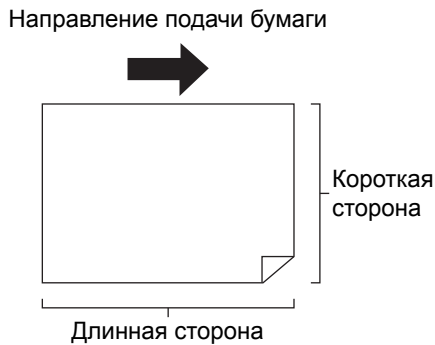 Направление подачи бумаги
Короткая
сторона
Длинная сторона